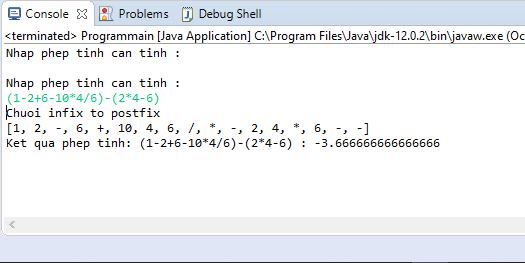 Console Problems Debug Shell
<terminated> Programmain [Java Application] C:\Program Files\Java\jdk-12.0.2\bin\javaw.exe (Oc
Nhap phep tinh can tinh :
Nhap phep tinh can tinh :
(1-2+6-10*4/6)-(2*4-6)
Chuoi infix to postfix
[1, 2, -, 6, +, 10, 4, 6, /, *, -, 2, 4, *, 6, -, -]
Ket qua phep tinh: (1-2+6-10*4/6)-(2*4-6) : -3.666666666666666